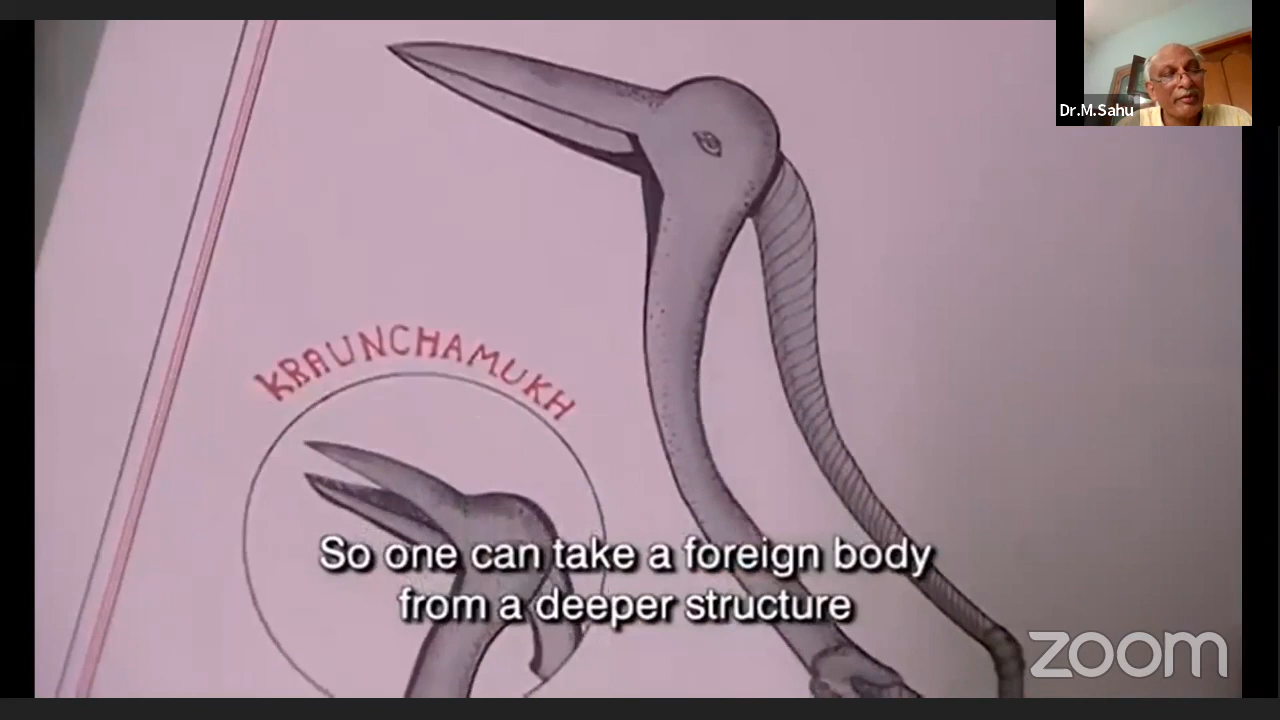 Dr.M.Sahu
KRAUNCHAMUKH
So one can take a foreign body
from a deeper structure
zoom